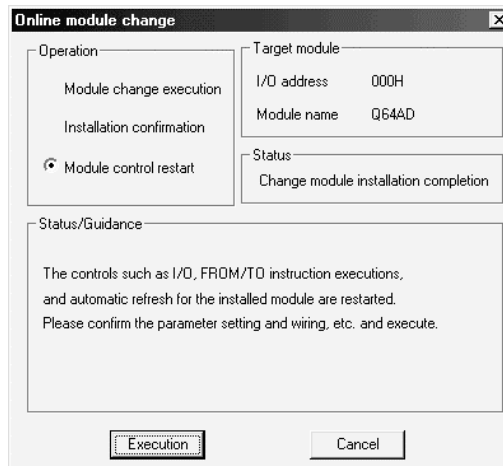 Online module change
Operation
Module change execution
Installation confirmation
Module control restart
Target module
I/O address 000H
Module name Q64AD
Status
Change module installation completion
Status/Guidance
The controls such as I/O, FROM/TO instruction executions,
and automatic refresh for the installed module are restarted.
Please confirm the parameter setting and wiring, etc. and execute.
Execution
Cancel